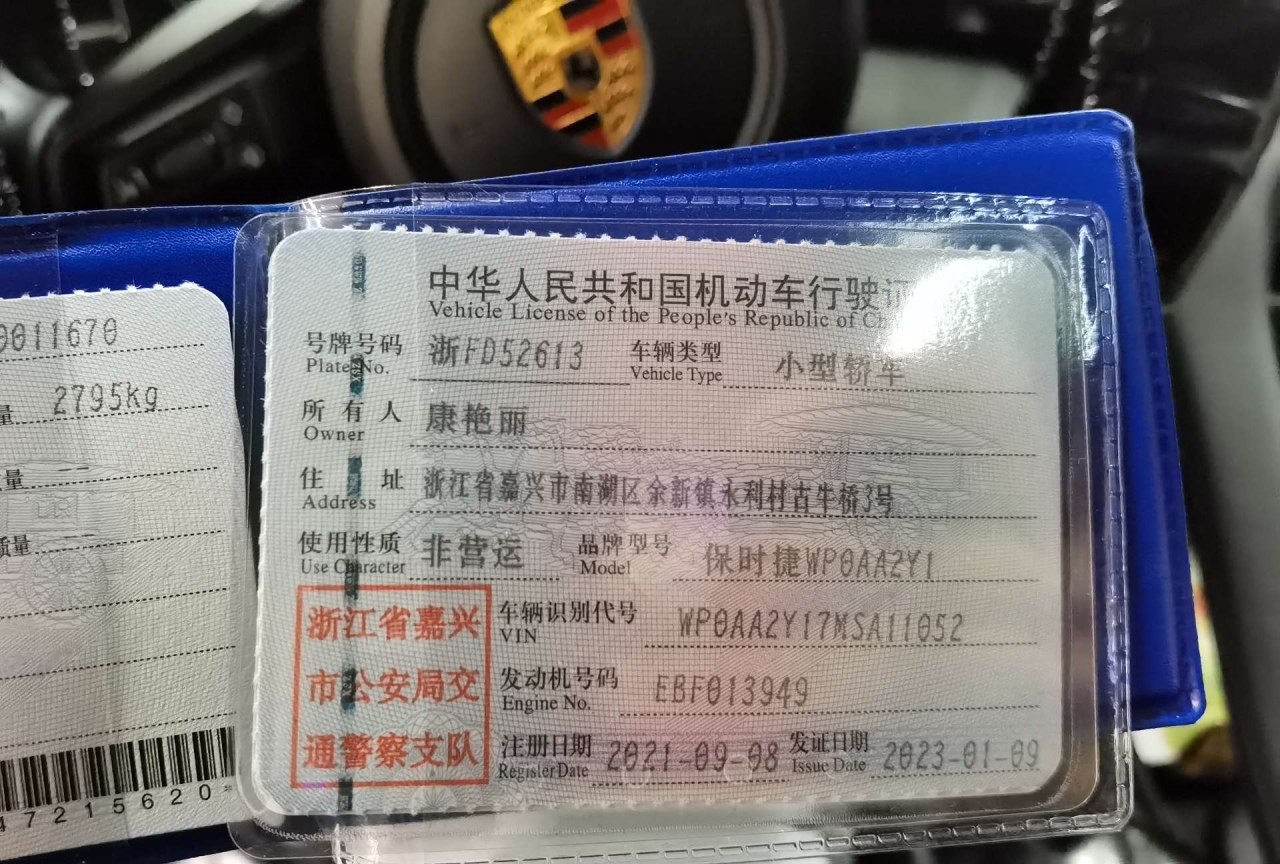 0011670
量 2795kg
量 --
质量 --
47215620*
中华人民共和国机动车行驶
Vehicle License of the People's Republic of C
号牌号码 浙FD52613 车辆类型 小型轿车
Plate No. Vehicle Type
所有人 康艳丽
Owner
住址 浙江省嘉兴市南湖区余新镇永利村古牛桥3号
Address
使用性质 非营运 品牌型号 保时捷WP0AA2Y1
Use Character Model
浙江省嘉兴
市公安局交
通警察支队
车辆识别代号 WP0AA2Y17MSA11052
VIN
发动机号码 EBF013949
Engine No.
注册日期 2021-09-08 发证日期 2023-01-09
Register Date Issue Date